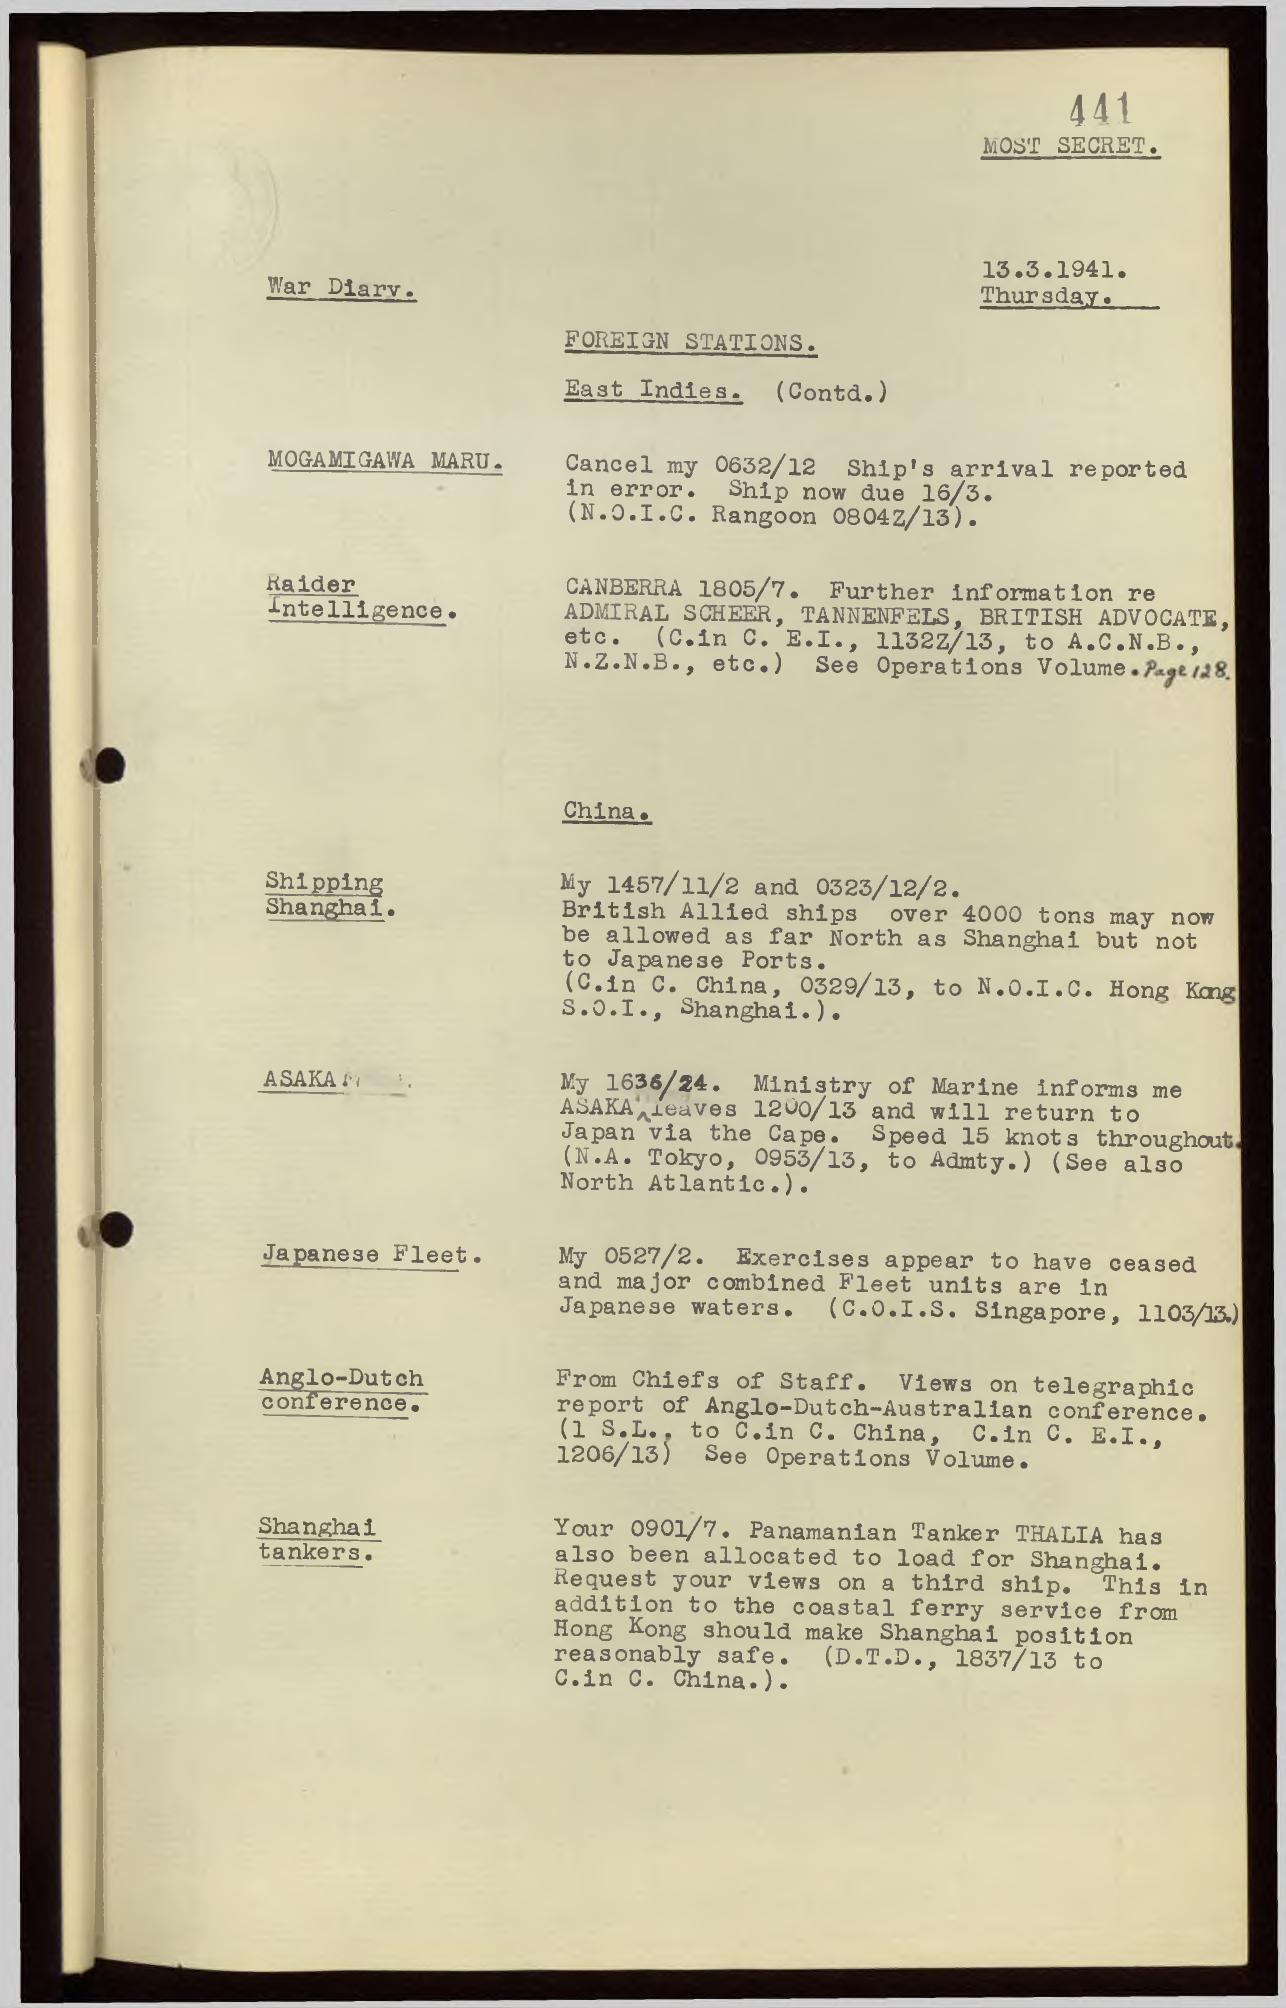 441
MOST SECRET.
13.3.1941.
War Diary.
Thursday.
FOREIGN STATIONS.
East Indies. (Contd.)
MOGAMIGAWA MARU.
Cancel my 0632/12 Ship's arrival reported
in error. Ship now due 16/3.
(N.O.I.C. Rangoon 0804Z/13).
Raider
Intelligence.
CANBERRA 1805/7. Further information re
ADMIRAL SCHEER, TANNENFELS, BRITISH ADVOCATE,
etc. (C.in C. E.I., 1132Z/13, to A.C.N.B.,
N.Z.N.B., etc.) See Operations Volume. Page 128.
China.
Shipping
Shanghai.
My 1457/11/2 and 0323/12/2.
British Allied ships over 4000 tons may now
be allowed as far North as Shanghai but not
to Japanese Ports.
(C.in C. China, 0329/13, to N.O.I.C. Hong Kong
S.O.I., Shanghai.).
ASAKA
My 1636/24. Ministry of Marine informs me
ASAKA leaves 1200/13 and will return to
Japan via the Cape. Speed 15 knots throughout.
(N.A. Tokyo, 0953/13, to Admty.) (See also
North Atlantic.).
Japanese Fleet.
My 0527/2. Exercises appear to have ceased
and major combined Fleet units are in
Japanese waters. (C.O.I.S. Singapore, 1103/13.)
Anglo-Dutch
conference.
From Chiefs of Staff. Views on telegraphic
report of Anglo-Dutch-Australian conference.
(1 S.L., to C.in C. China, C.in C. E.I.,
1206/13) See Operations Volume.
Shanghai
tankers.
Your 0901/7. Panamanian Tanker THALIA has
also been allocated to load for Shanghai.
Request your views on a third ship. This in
addition to the coastal ferry service from
Hong Kong should make Shanghai position
reasonably safe. (D.T.D., 1837/13 to
C.in C. China.).